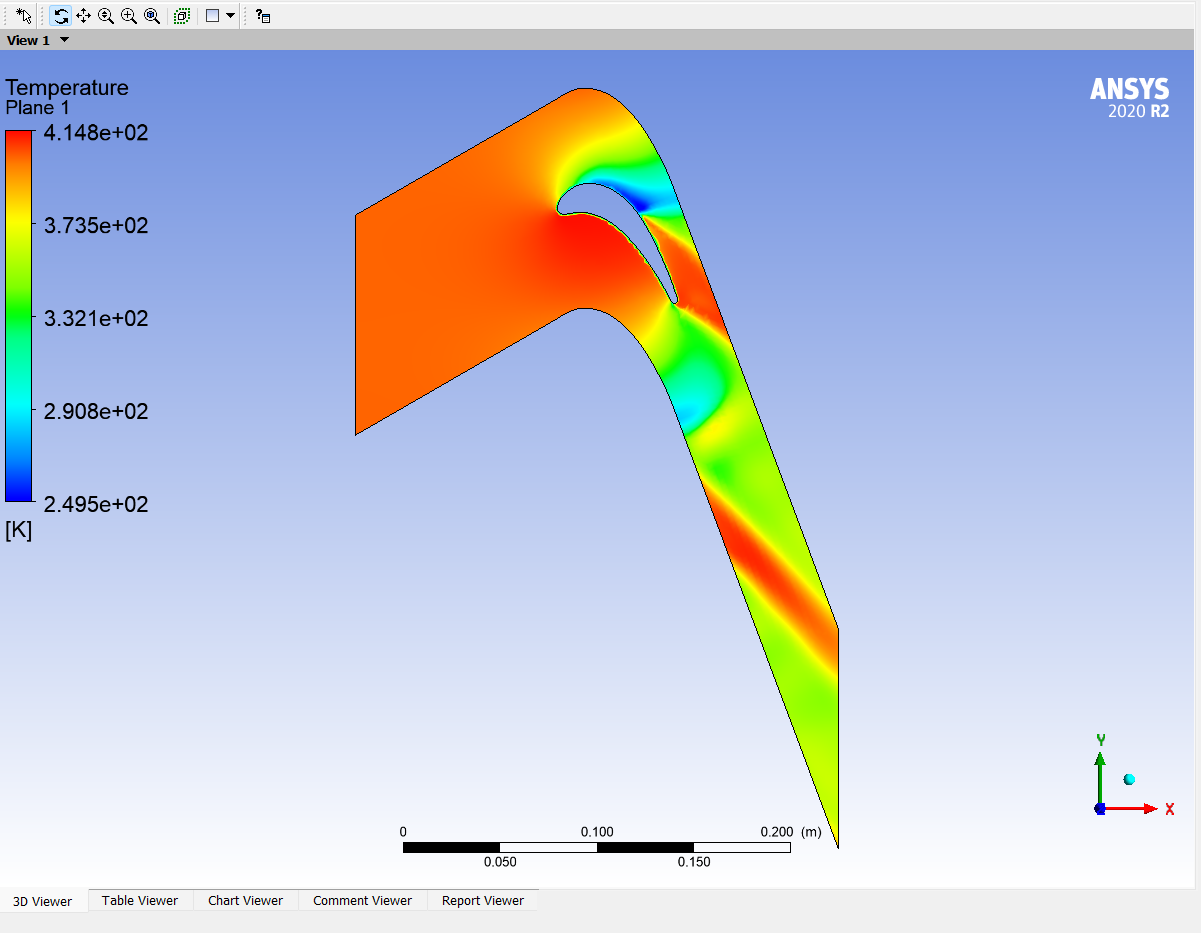 View 1
Temperature
Plane 1
4.148e+02
3.735e+02
3.321e+02
2.908e+02
2.495e+02
[K]
ANSYS
2020 R2
Y
X
0 0.100 0.200 (m)
0.050 0.150
3D Viewer Table Viewer Chart Viewer Comment Viewer Report Viewer